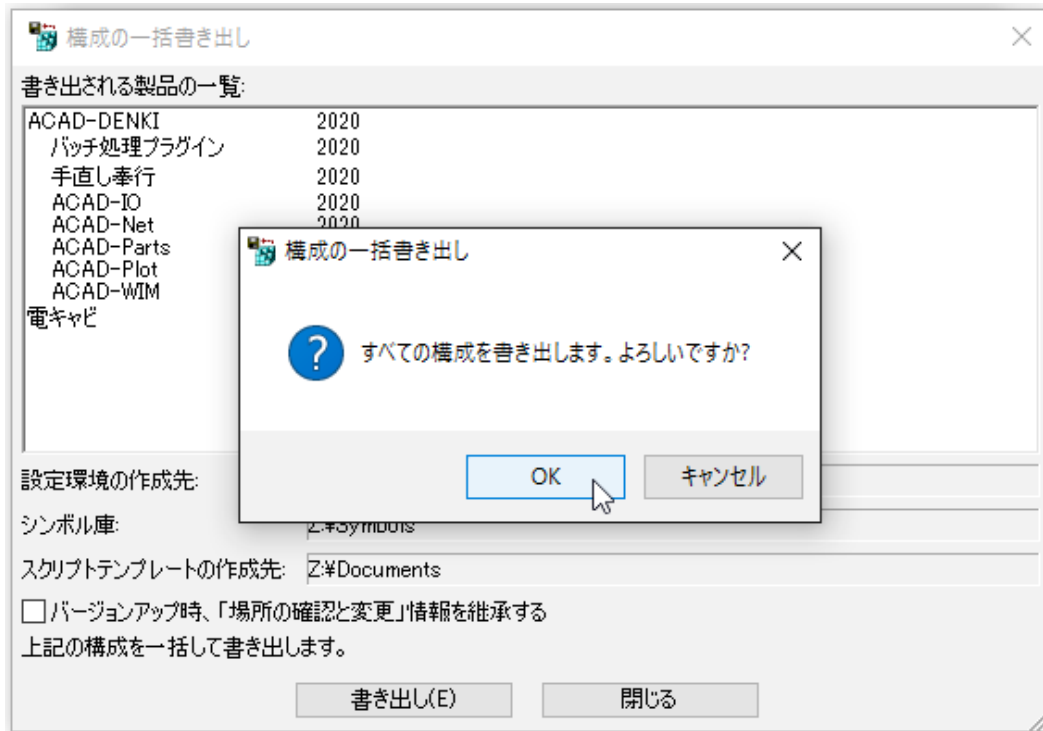 構成の一括書き出し
書き出される製品の一覧:
ACAD-DENKI 2020
バッチ処理プラグイン 2020
手直し奉行 2020
ACAD-IO 2020
ACAD-Net 2020
ACAD-Parts
ACAD-Plot
ACAD-WIM
電キャビ
構成の一括書き出し
すべての構成を書き出します。よろしいですか?
OK キャンセル
設定環境の作成先:
シンボル庫: Z:¥Symbols
スクリプトテンプレートの作成先: Z:¥Documents
バージョンアップ時、「場所の確認と変更」情報を継承する
上記の構成を一括して書き出します。
書き出し(E) 閉じる